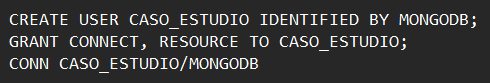 CREATE USER CASO_ESTUDIO IDENTIFIED BY MONGODB;
GRANT CONNECT, RESOURCE TO CASO_ESTUDIO;
CONN CASO_ESTUDIO/MONGODB